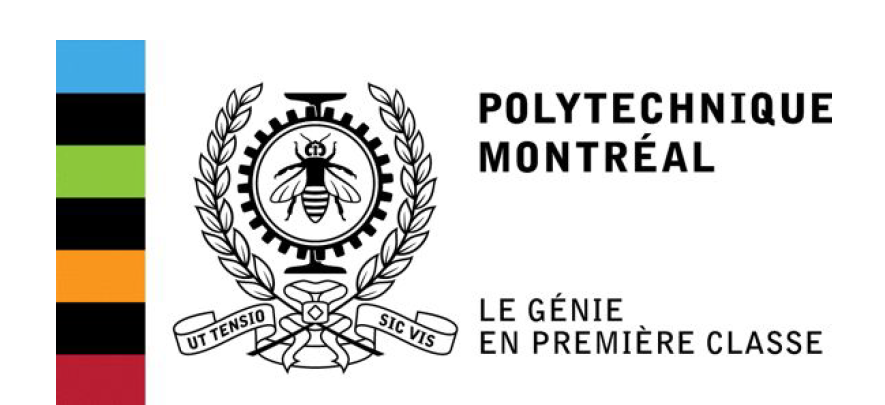 POLYTECHNIQUE
MONTRÉAL
UT TENSIO SIC VIS
LE GÉNIE
EN PREMIÈRE CLASSE